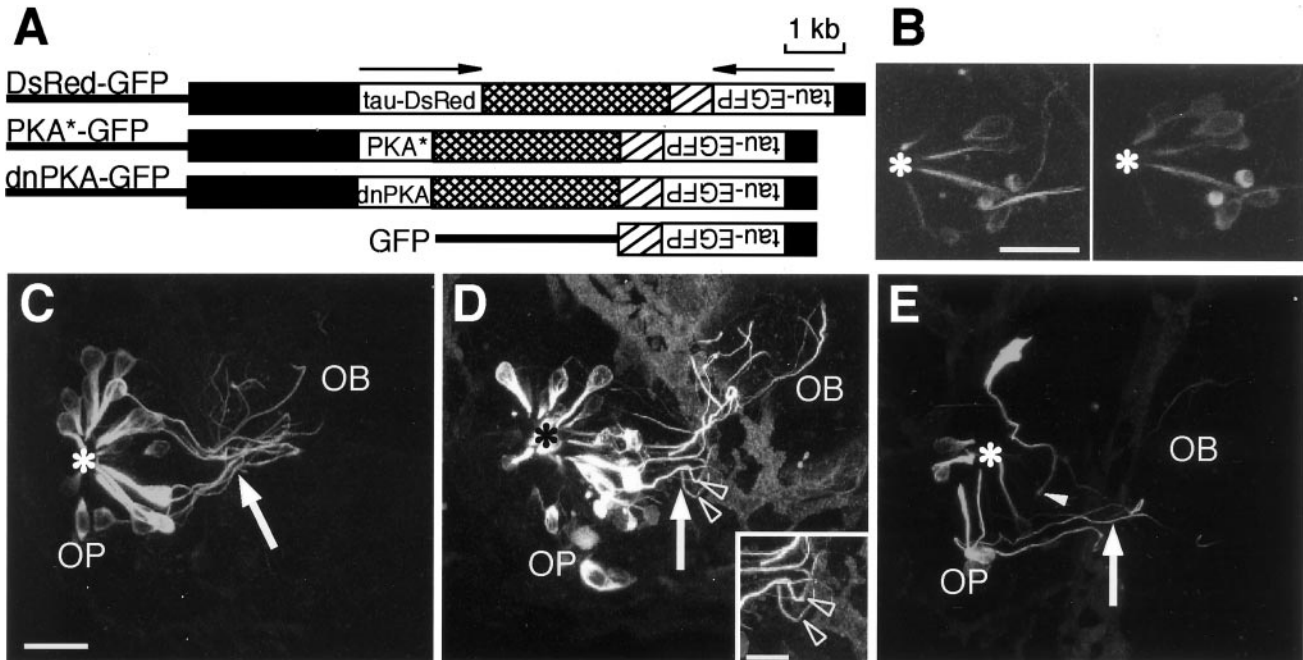 A
1 kb
B
DsRed-GFP
tau-DsRed
tau-EGFP
PKA*-GFP
PKA*
tau-EGFP
dnPKA-GFP
dnPKA
tau-EGFP
GFP
tau-EGFP
*
*
C
OB
*
OP
D
OB
*
OP
E
OB
*
OP